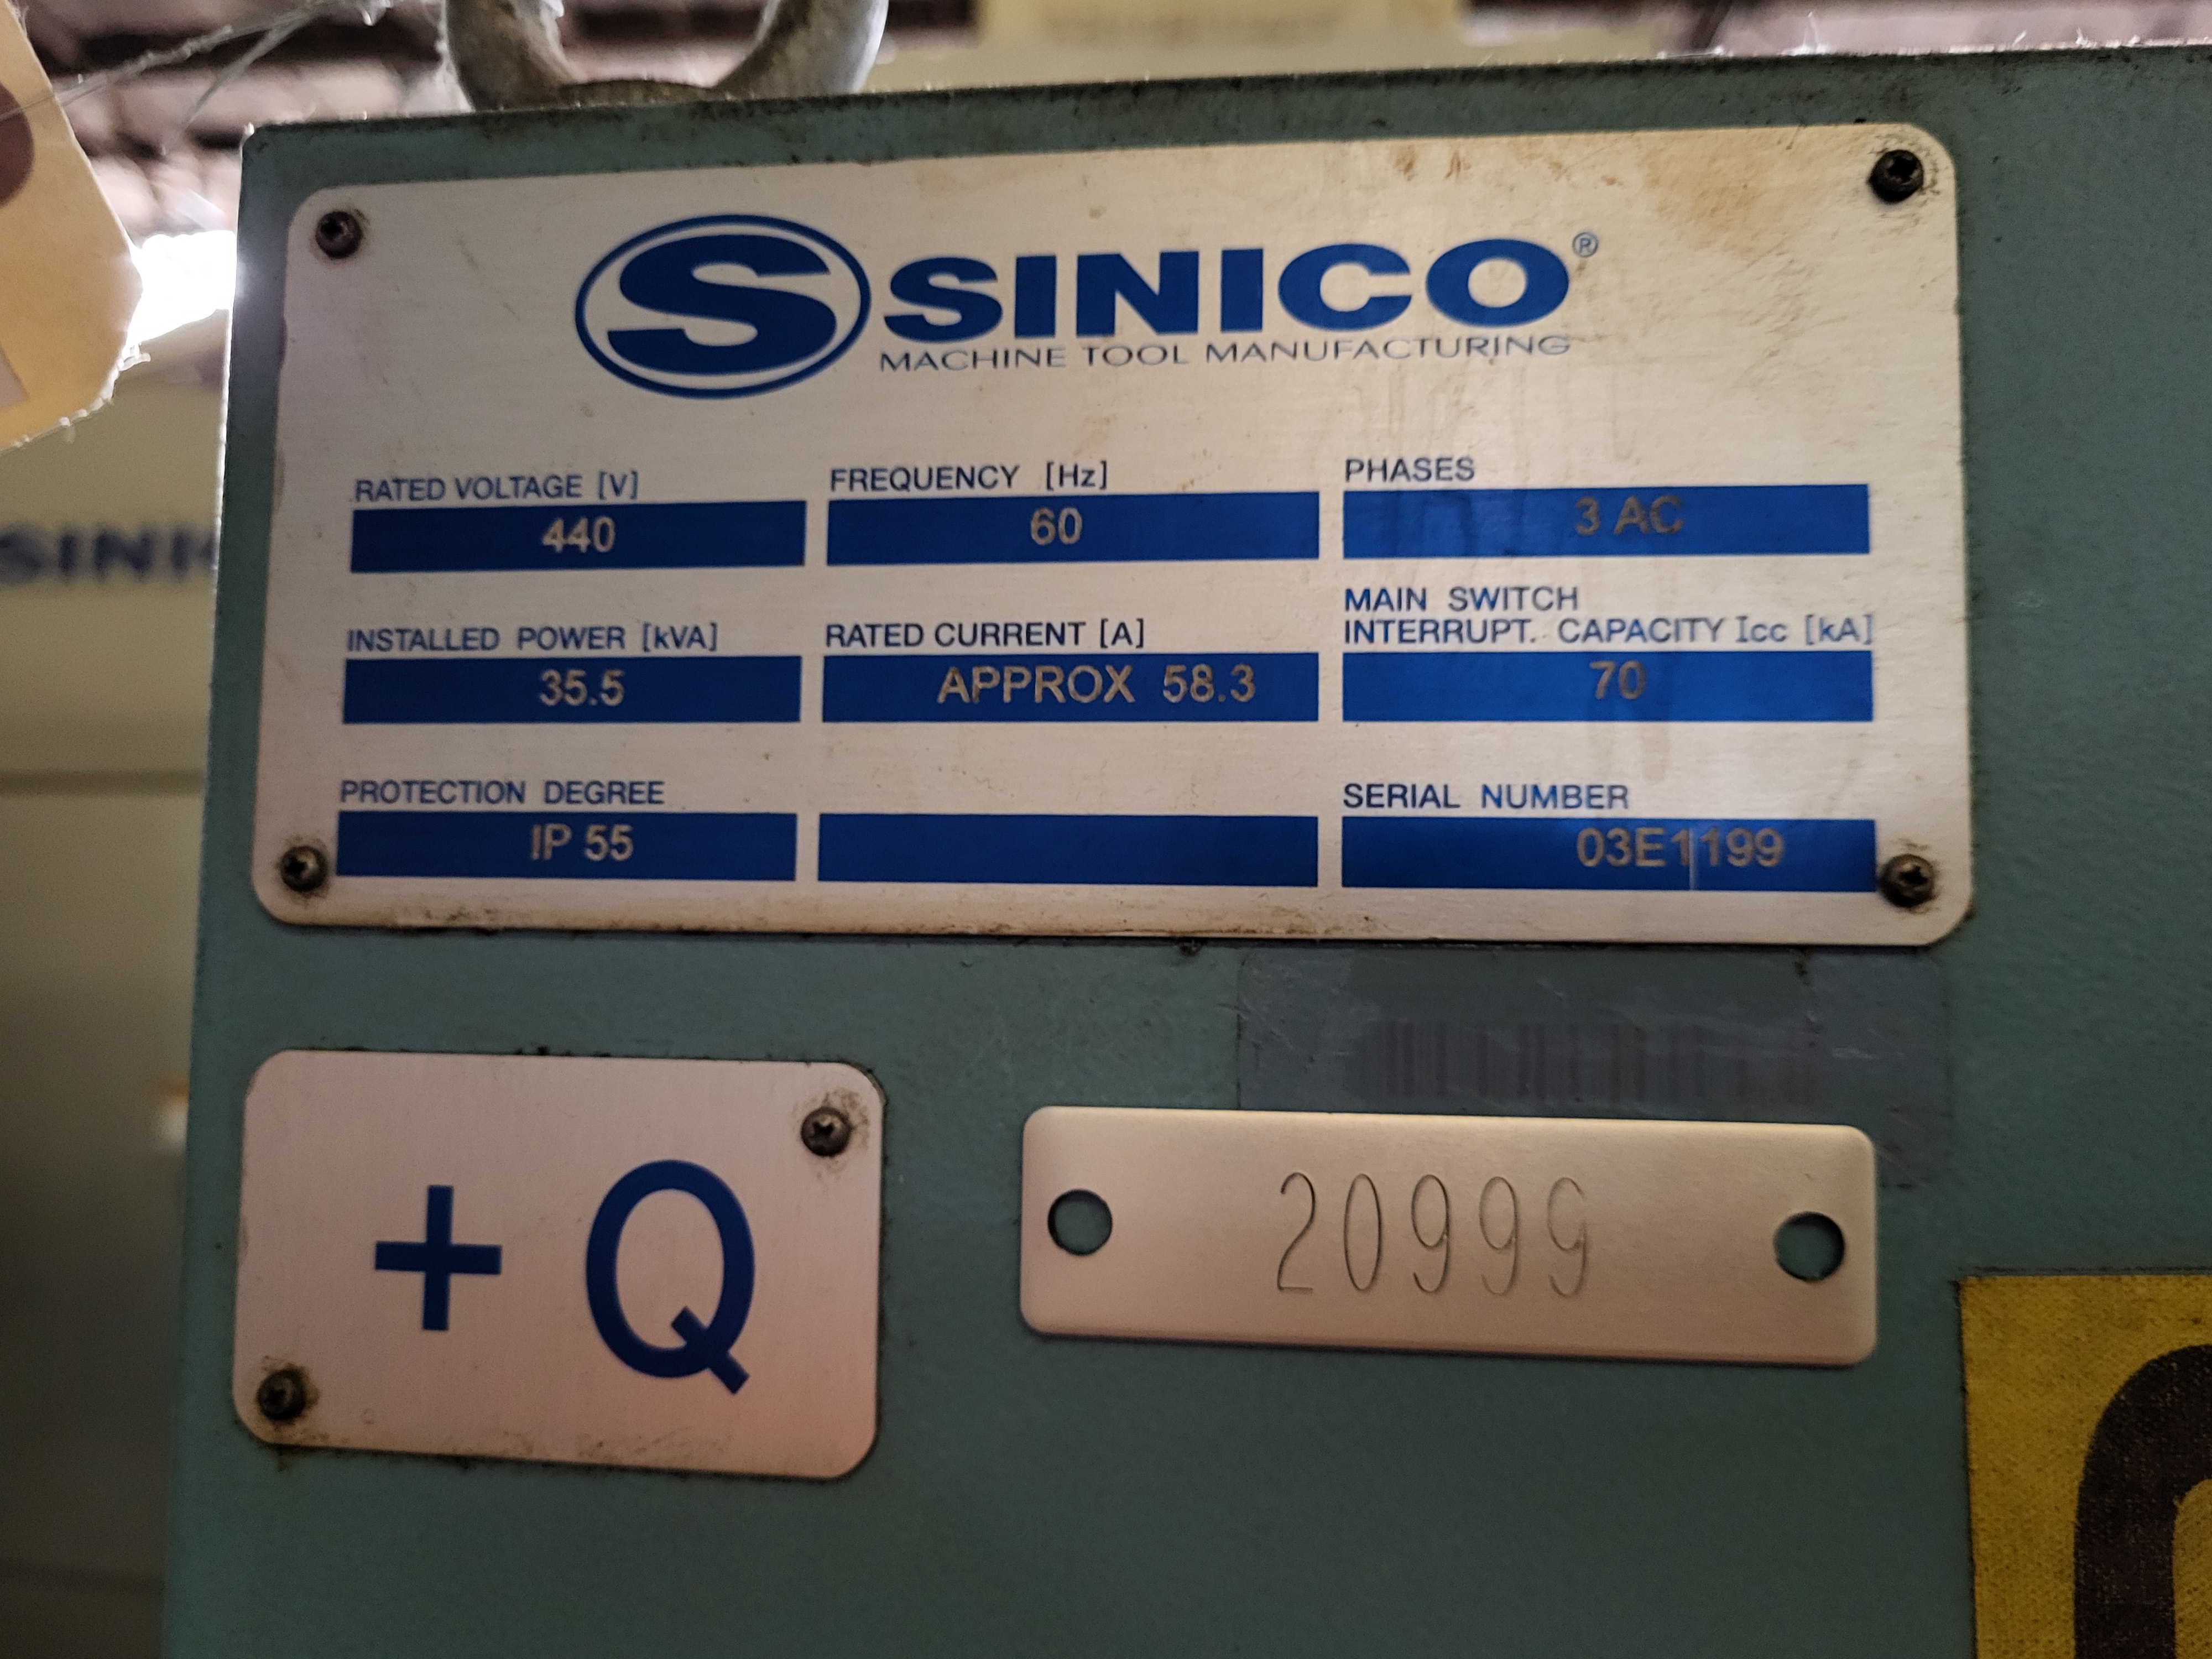 S SINICO®
MACHINE TOOL MANUFACTURING
RATED VOLTAGE [V] FREQUENCY [Hz] PHASES
440 60 3 AC
INSTALLED POWER [kVA] RATED CURRENT [A] MAIN SWITCH
INTERRUPT. CAPACITY Icc [kA]
35.5 APPROX 58.3 70
PROTECTION DEGREE SERIAL NUMBER
IP 55 03E1199
+ Q
20999